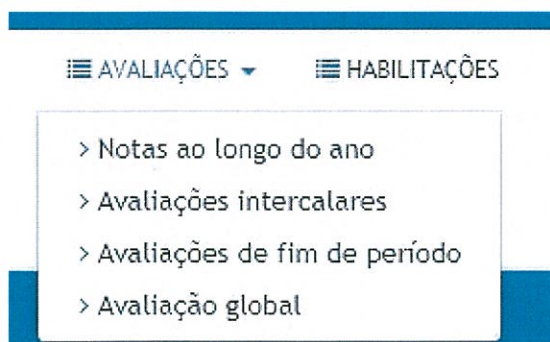 AVALIAÇÕES HABILITAÇÕES
> Notas ao longo do ano
> Avaliações intercalares
> Avaliações de fim de período
> Avaliação global